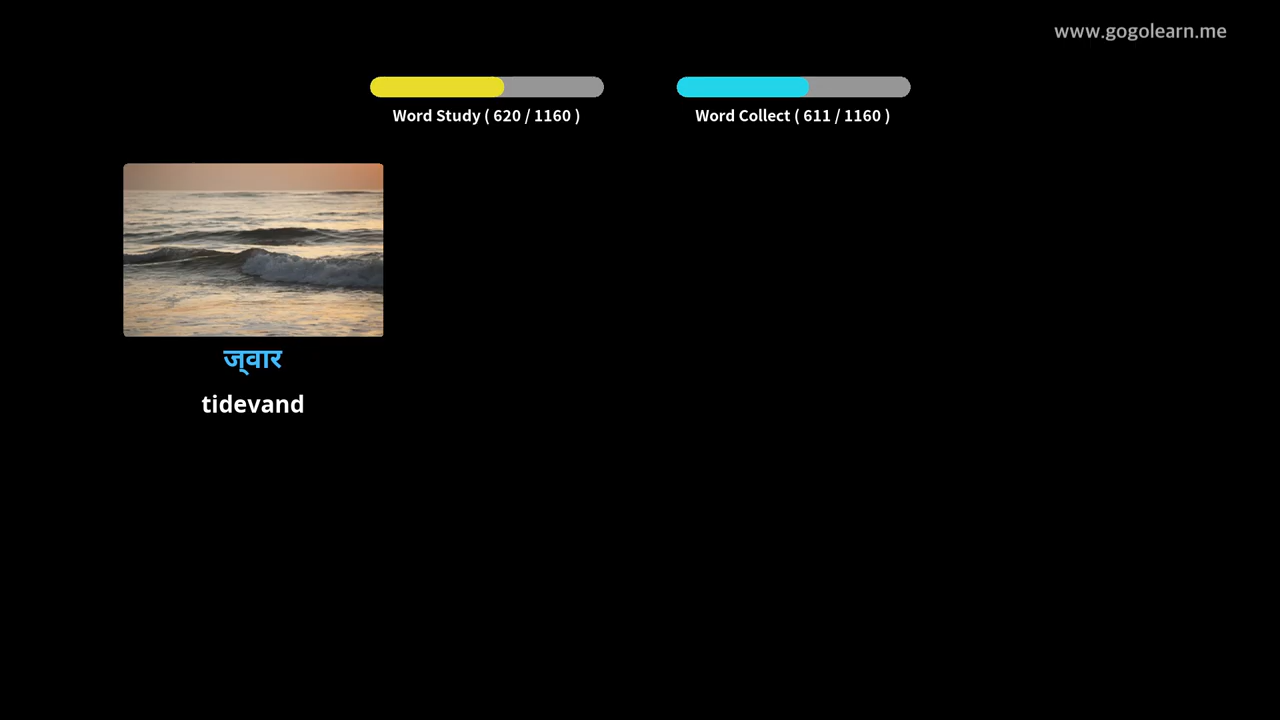 www.gogolearn.me
Word Study ( 620 / 1160 )
Word Collect ( 611 / 1160 )
ज्वार
tidevand